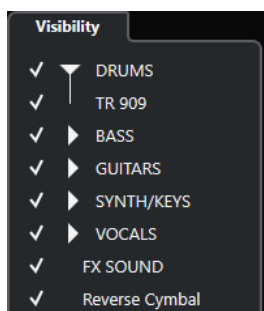 Visibility
DRUMS
TR 909
BASS
GUITARS
SYNTH/KEYS
VOCALS
FX SOUND
Reverse Cymbal